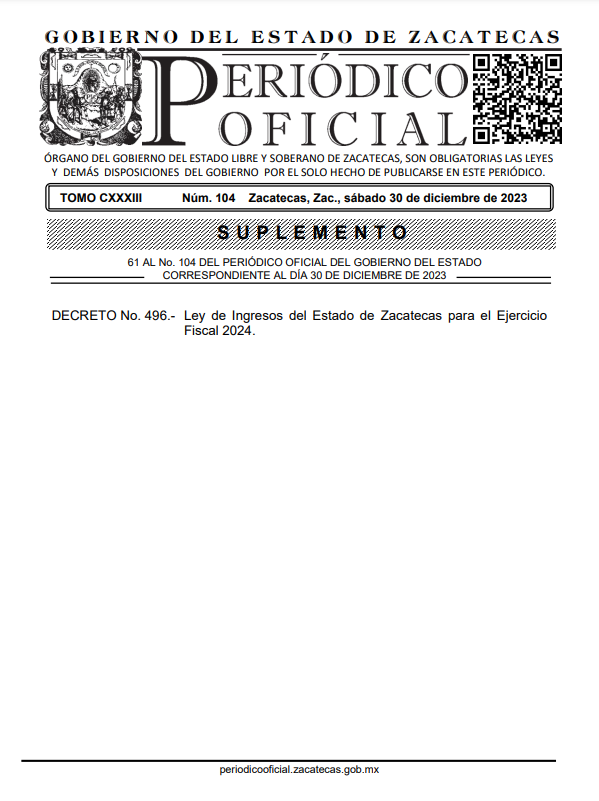 GOBIERNO DEL ESTADO DE ZACATECAS
PERIÓDICO
OFICIAL
ÓRGANO DEL GOBIERNO DEL ESTADO LIBRE Y SOBERANO DE ZACATECAS, SON OBLIGATORIAS LAS LEYES
Y DEMÁS DISPOSICIONES DEL GOBIERNO POR EL SOLO HECHO DE PUBLICARSE EN ESTE PERIÓDICO.
TOMO CXXXIII Núm. 104 Zacatecas, Zac., sábado 30 de diciembre de 2023
SUPLEMENTO
61 AL No. 104 DEL PERIÓDICO OFICIAL DEL GOBIERNO DEL ESTADO
CORRESPONDIENTE AL DÍA 30 DE DICIEMBRE DE 2023
DECRETO No. 496.- Ley de Ingresos del Estado de Zacatecas para el Ejercicio
Fiscal 2024.
periodicooficial.zacatecas.gob.mx